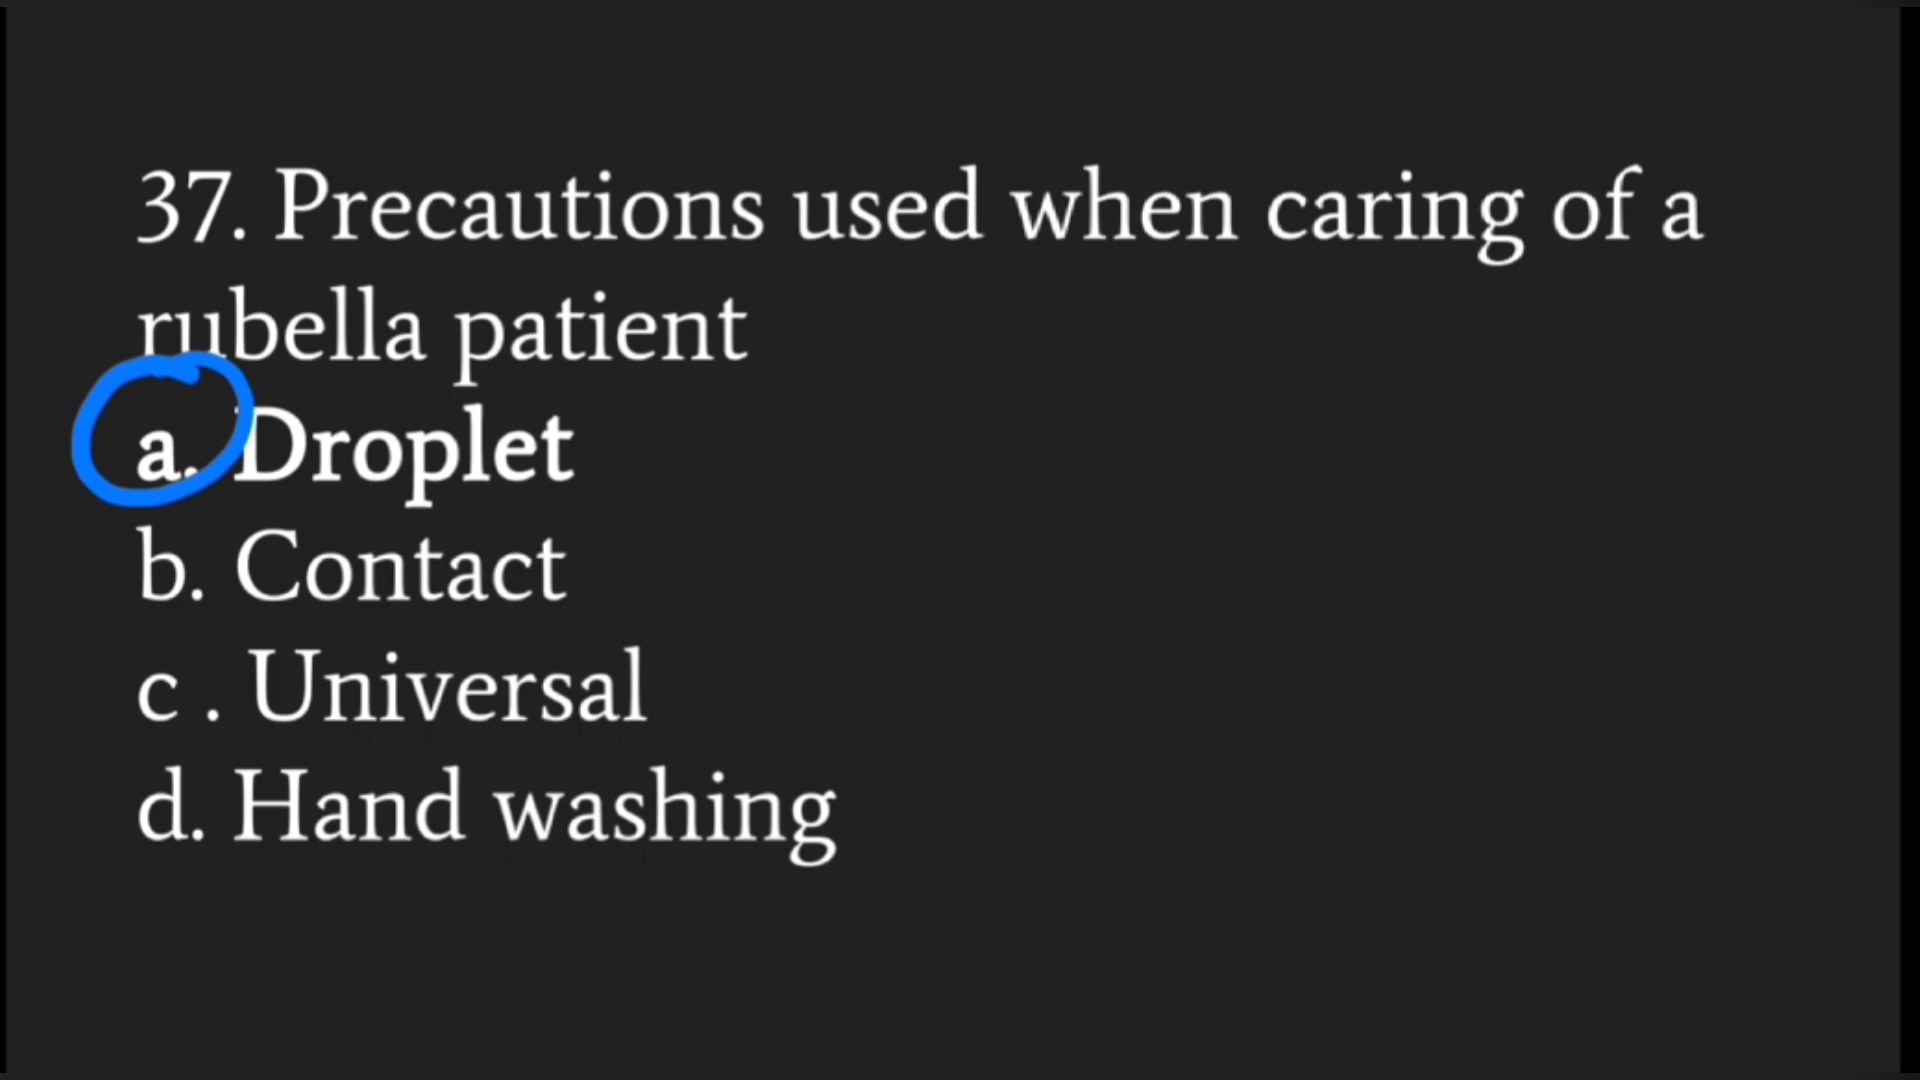 37. Precautions used when caring of a
rubella patient
a. Droplet
b. Contact
c . Universal
d. Hand washing